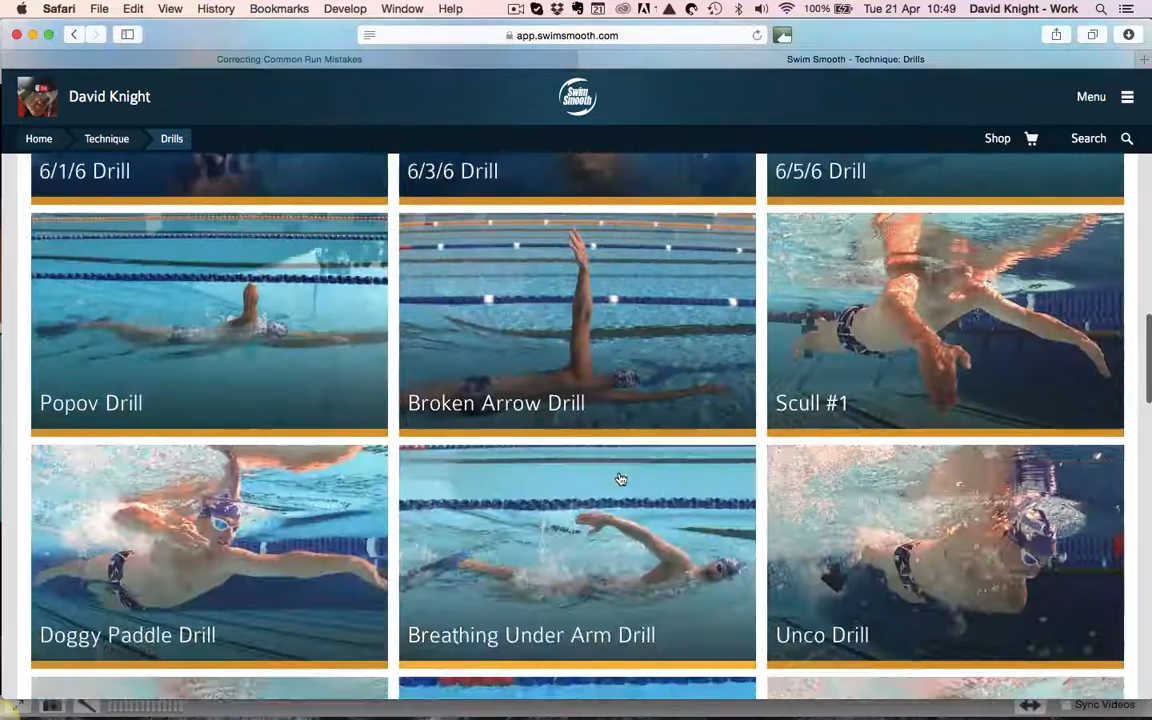 Safari File Edit View History Bookmarks Develop Window Help 21 100% Tue 21 Apr 10:49 David Knight - Work
app.swimsmooth.com
Correcting Common Run Mistakes Swim Smooth - Technique: Drills
David Knight Swim Smooth Menu
Home Technique Drills Shop Search
6/1/6 Drill 6/3/6 Drill 6/5/6 Drill
Popov Drill Broken Arrow Drill Scull #1
Doggy Paddle Drill Breathing Under Arm Drill Unco Drill
Sync Videos